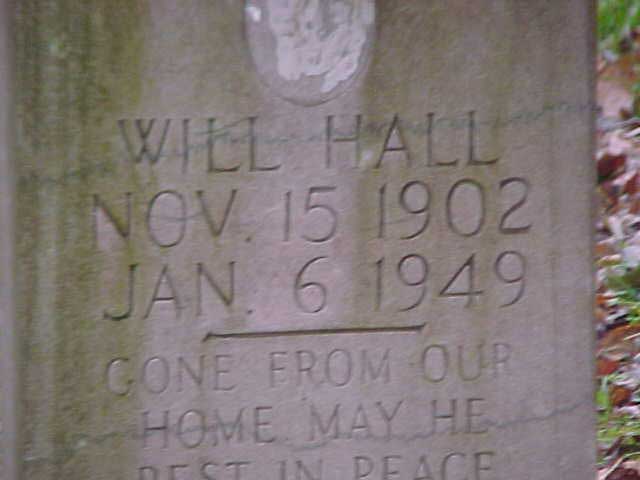 WILL HALL
NOV. 15 1902
JAN. 6 1949
GONE FROM OUR
HOME MAY HE
REST IN PEACE